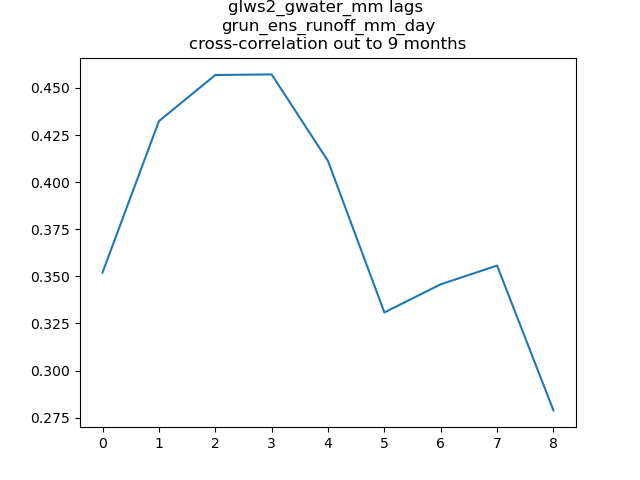 glws2_gwater_mm lags
grun_ens_runoff_mm_day
cross-correlation out to 9 months
0.450
0.425
0.400
0.375
0.350
0.325
0.300
0.275
0 1 2 3 4 5 6 7 8